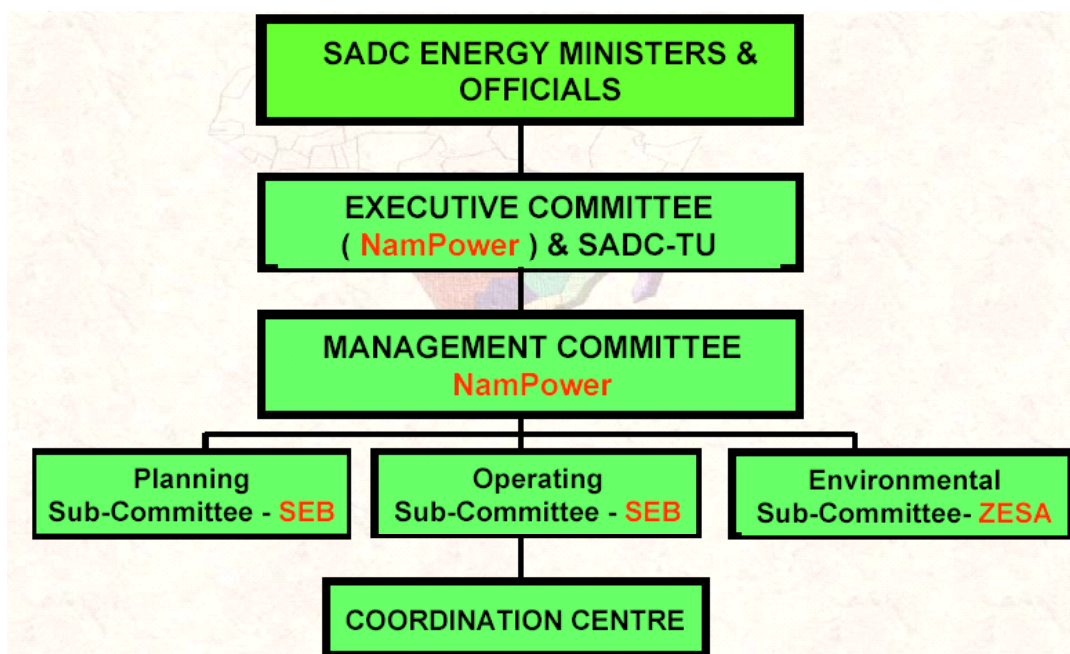 SADC ENERGY MINISTERS &
OFFICIALS
EXECUTIVE COMMITTEE
( NamPower ) & SADC-TU
MANAGEMENT COMMITTEE
NamPower
Planning
Sub-Committee - SEB
Operating
Sub-Committee - SEB
Environmental
Sub-Committee- ZESA
COORDINATION CENTRE